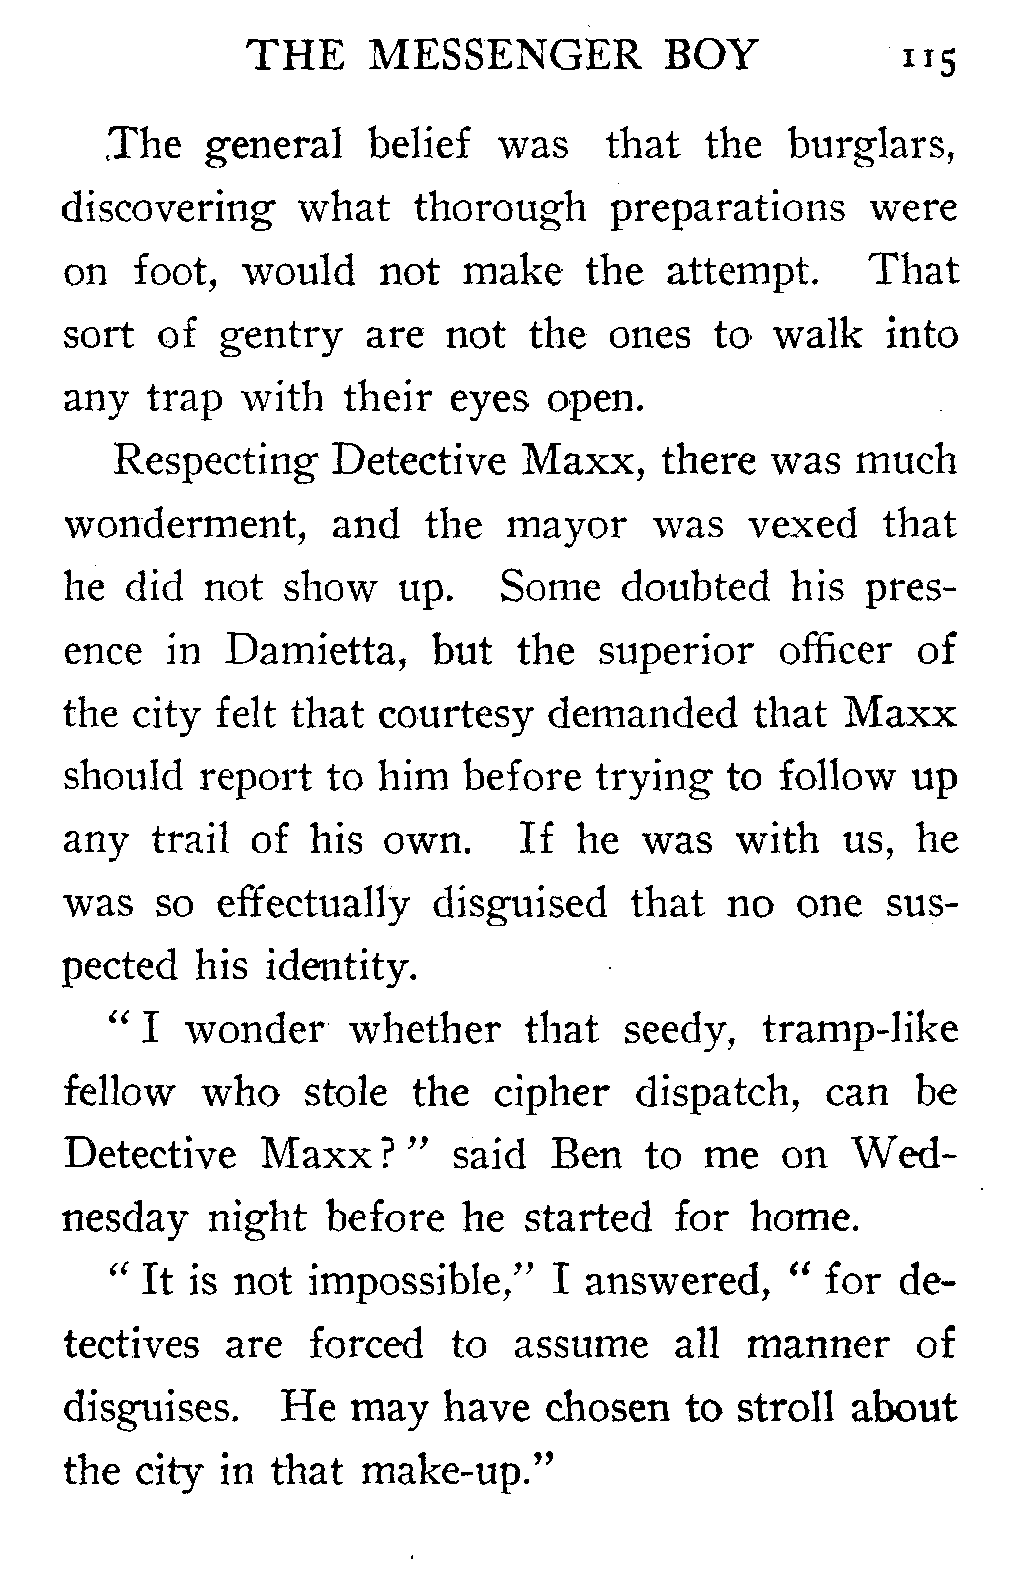 THE MESSENGER BOY 115
The general belief was that the burglars,
discovering what thorough preparations were
on foot, would not make the attempt. That
sort of gentry are not the ones to walk into
any trap with their eyes open.
Respecting Detective Maxx, there was much
wonderment, and the mayor was vexed that
he did not show up. Some doubted his pres-
ence in Damietta, but the superior officer of
the city felt that courtesy demanded that Maxx
should report to him before trying to follow up
any trail of his own. If he was with us, he
was so effectually disguised that no one sus-
pected his identity.
" I wonder whether that seedy, tramp-like
fellow who stole the cipher dispatch, can be
Detective Maxx? " said Ben to me on Wed-
nesday night before he started for home.
" It is not impossible," I answered, " for de-
tectives are forced to assume all manner of
disguises. He may have chosen to stroll about
the city in that make-up."